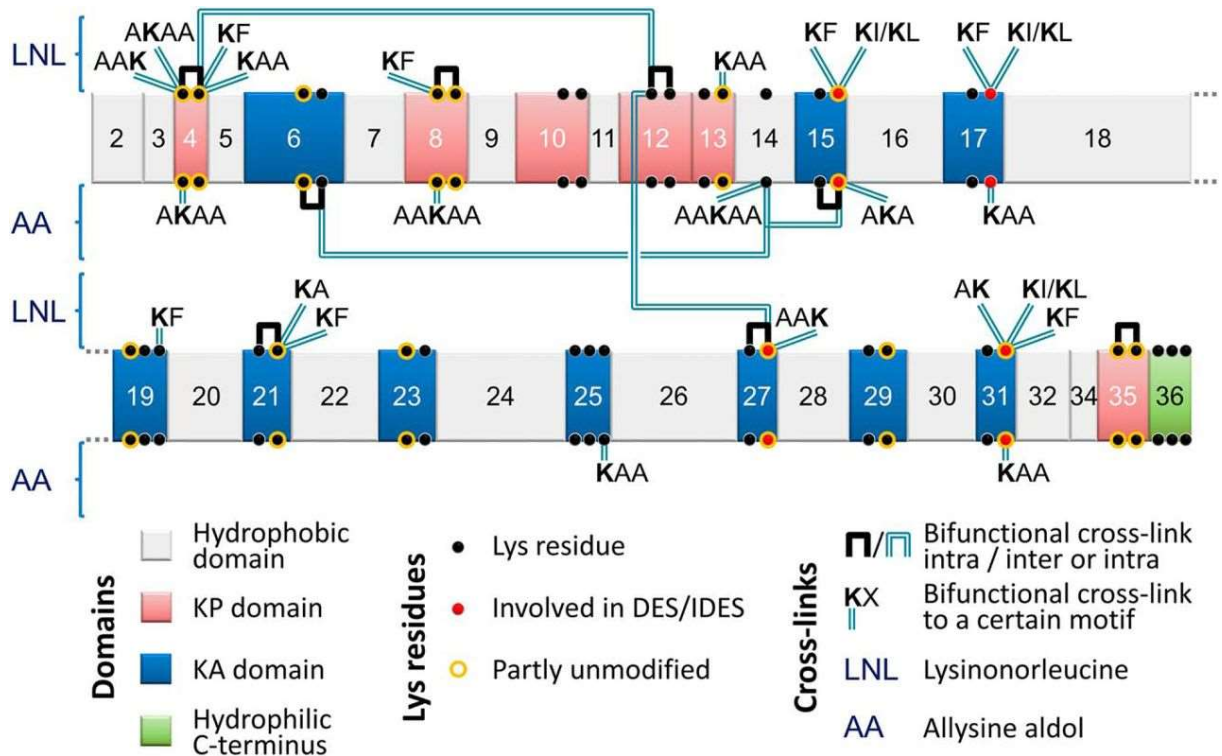 LNL
AKAA KF
AAK KAA
KF
KAA
KF KI/KL
KF KI/KL
2 3 4 5 6 7 8 9 10 11 12 13 14 15 16 17 18
AA
AKAA
AAKAA
AAKAA
AKA
KAA
LNL
KF
KA
KF
AAK
AK KI/KL
KF
19 20 21 22 23 24 25 26 27 28 29 30 31 32 34 35 36
AA
KAA
KAA
Domains
Hydrophobic
domain
KP domain
KA domain
Hydrophilic
C-terminus
Lys residues
Lys residue
Involved in DES/IDES
Partly unmodified
Cross-links
/ Bifunctional cross-link
intra / inter or intra
KX Bifunctional cross-link
to a certain motif
LNL Lysinonorleucine
AA Allysine aldol